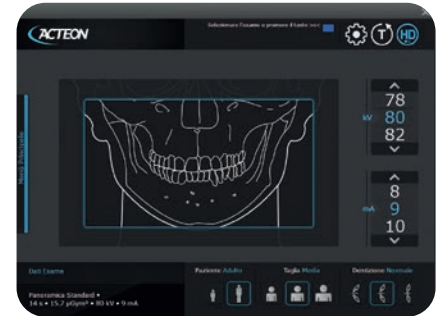 ACTEON
Selezionare l'esame e premere il tasto
T
HD
Menù Principale
78
kV 80
82
8
mA 9
10
Dati Esame
Paziente Adulto
Taglia Media
Dentizione Normale
Panoramica Standard •
14 s • 15.2 µGym² • 80 kV • 9 mA